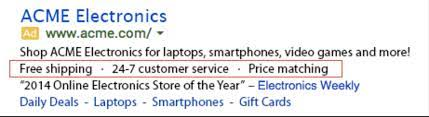 ACME Electronics
Ad www.acme.com/
Shop ACME Electronics for laptops, smartphones, video games and more!
Free shipping · 24-7 customer service · Price matching
“2014 Online Electronics Store of the Year” – Electronics Weekly
Daily Deals - Laptops - Smartphones - Gift Cards